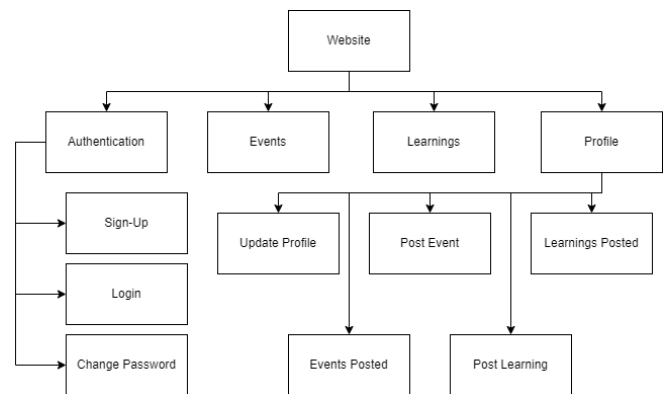 Website
Authentication
Events
Learnings
Profile
Sign-Up
Update Profile
Post Event
Learnings Posted
Login
Change Password
Events Posted
Post Learning